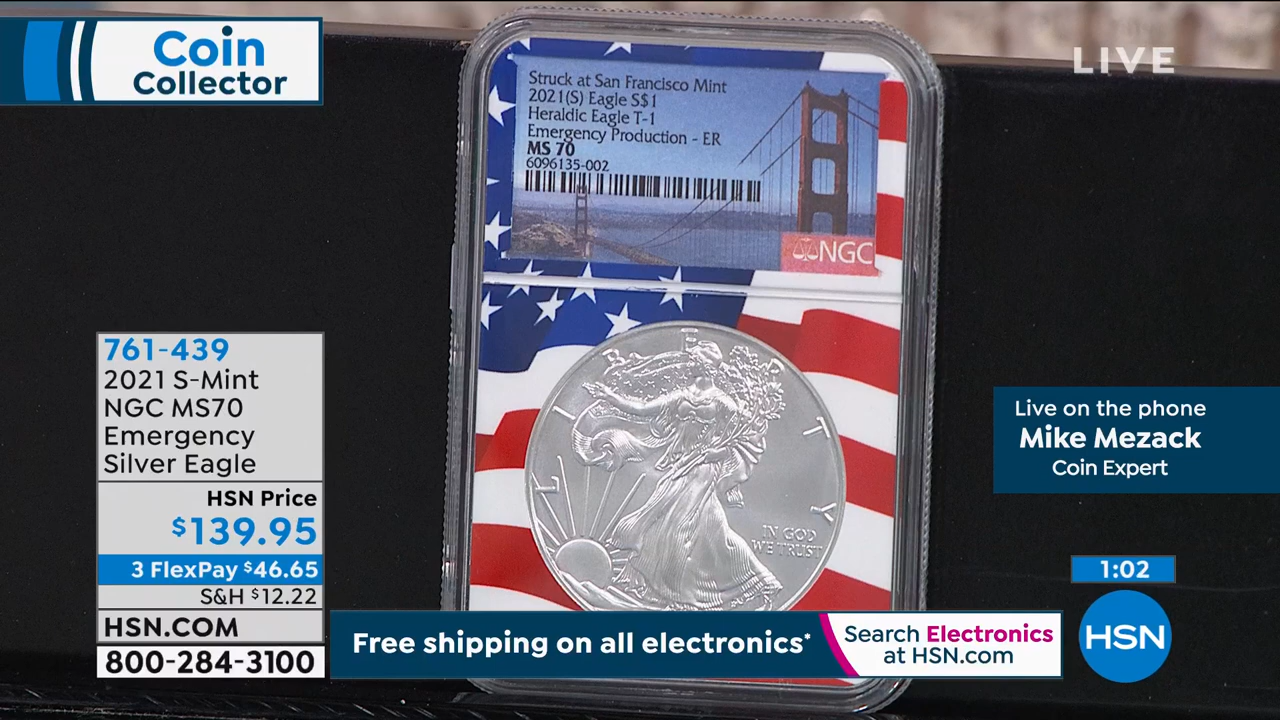 Coin
Collector
LIVE
Struck at San Francisco Mint
2021(S) Eagle S$1
Heraldic Eagle T-1
Emergency Production - ER
MS 70
6096135-002
NGC
LIBERTY
IN GOD
WE TRUST
761-439
2021 S-Mint
NGC MS70
Emergency
Silver Eagle
HSN Price
$139.95
3 FlexPay $46.65
S&H $12.22
HSN.COM
800-284-3100
Live on the phone
Mike Mezack
Coin Expert
1:02
HSN
Free shipping on all electronics*
Search Electronics
at HSN.com